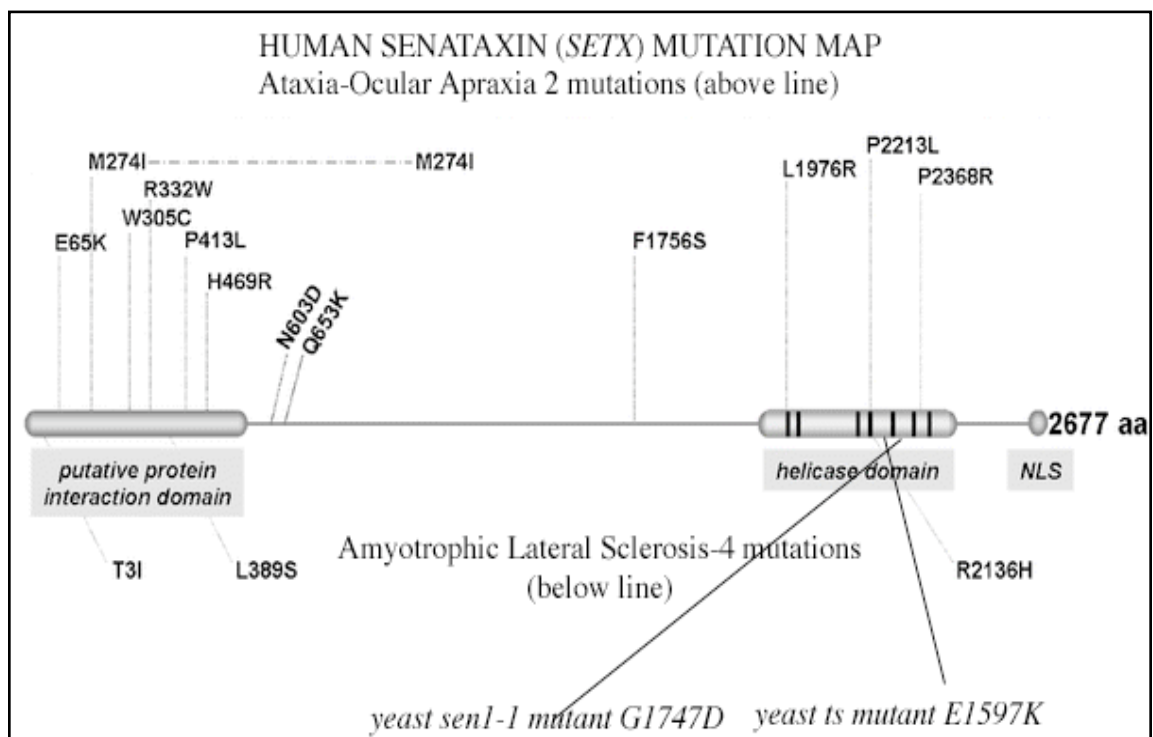 HUMAN SENATAXIN (SETX) MUTATION MAP
Ataxia-Ocular Apraxia 2 mutations (above line)
P2213L
M274I M274I
L1976R
P2368R
R332W
W305C
E65K
P413L
F1756S
H469R
N603D
Q653K
2677 aa
putative protein
interaction domain
helicase domain
NLS
Amyotrophic Lateral Sclerosis-4 mutations
(below line)
T3I
L389S
R2136H
yeast sen1-1 mutant G1747D
yeast ts mutant E1597K